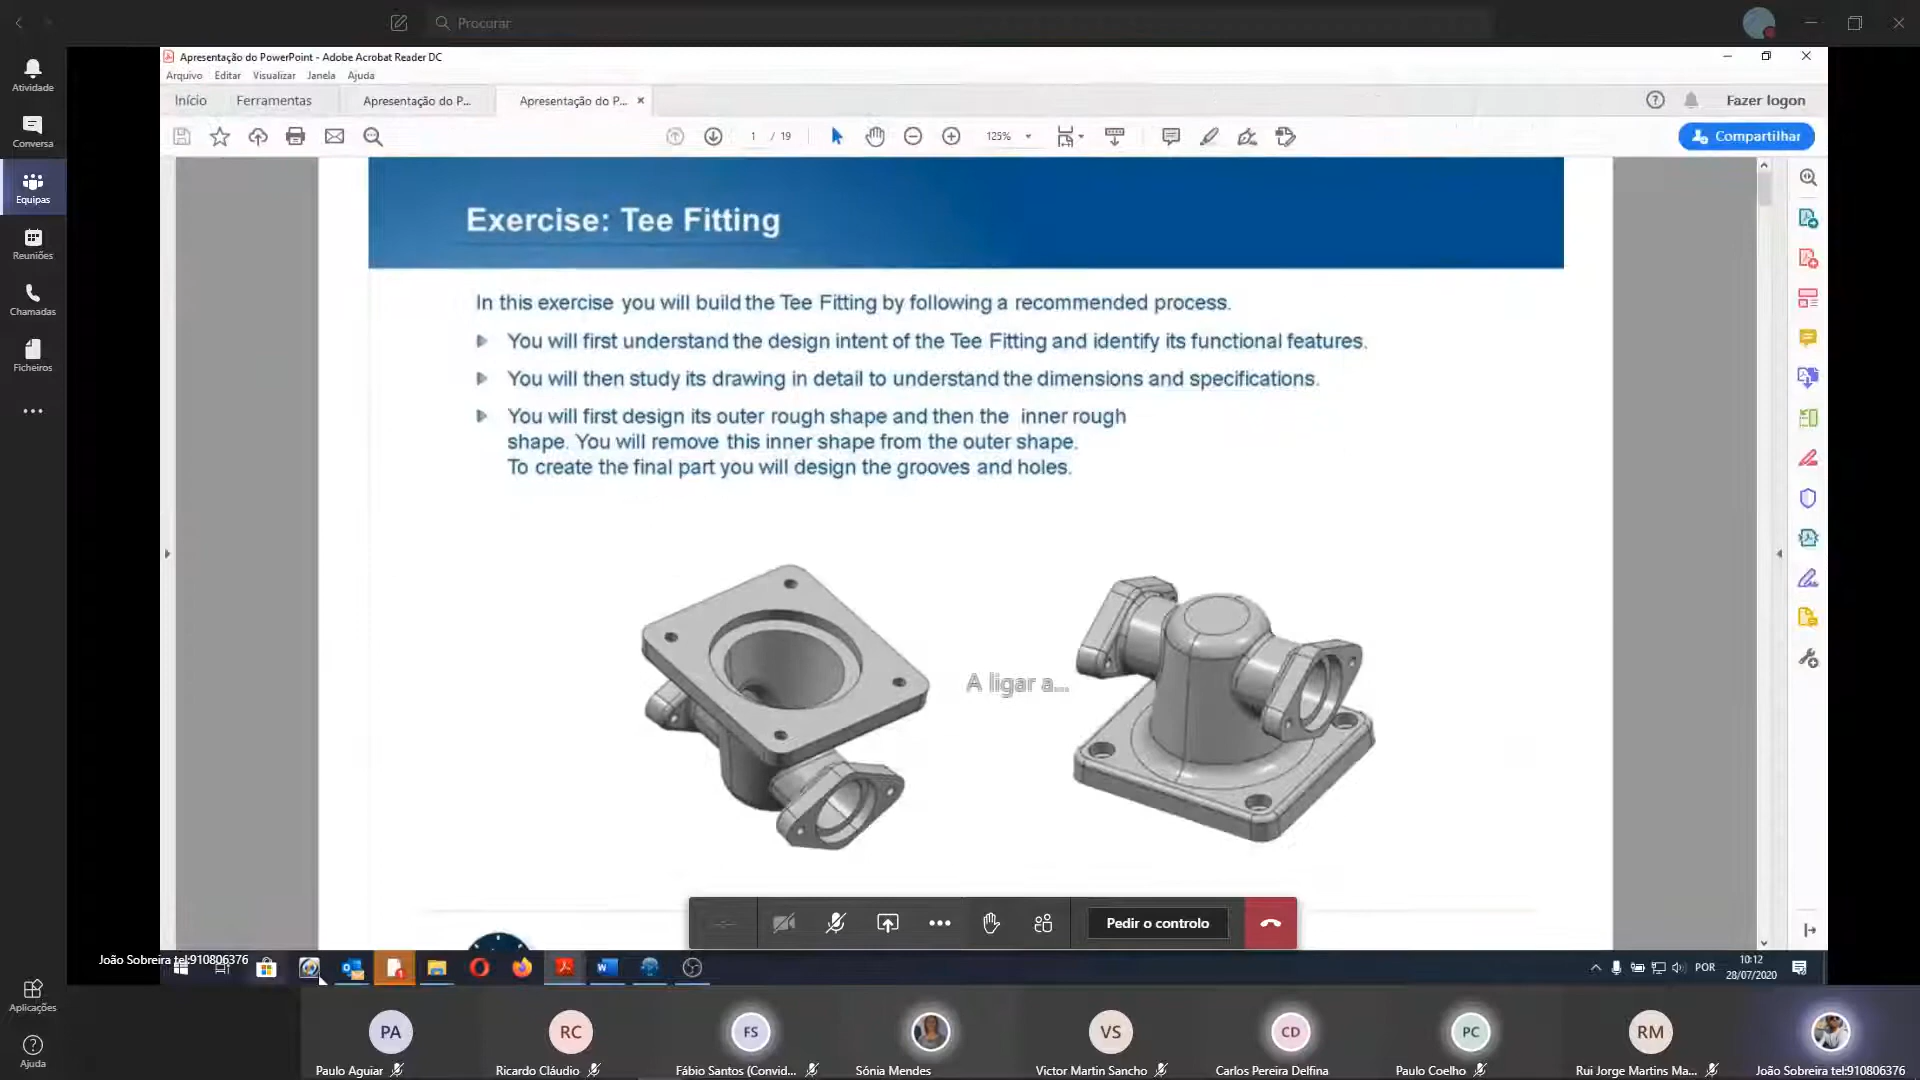 Procurar
Apresentação do PowerPoint - Adobe Acrobat Reader DC
Arquivo Editar Visualizar Janela Ajuda
Início Ferramentas Apresentação do P... Apresentação do P... ×
Fazer logon
1 / 19 125%
Compartilhar
Atividade
Conversa
Equipas
Reuniões
Chamadas
Ficheiros
Exercise: Tee Fitting
In this exercise you will build the Tee Fitting by following a recommended process.
You will first understand the design intent of the Tee Fitting and identify its functional features.
You will then study its drawing in detail to understand the dimensions and specifications.
You will first design its outer rough shape and then the inner rough
shape. You will remove this inner shape from the outer shape.
To create the final part you will design the grooves and holes.
A ligar a...
Pedir o controlo
João Sobreira tel:910806376
POR
10:12
28/07/2020
Aplicações
Ajuda
PA RC FS VS CD PC RM
Paulo Aguiar Ricardo Cláudio Fábio Santos (Convid... Sónia Mendes Victor Martin Sancho Carlos Pereira Delfina Paulo Coelho Rui Jorge Martins Ma... João Sobreira tel:910806376